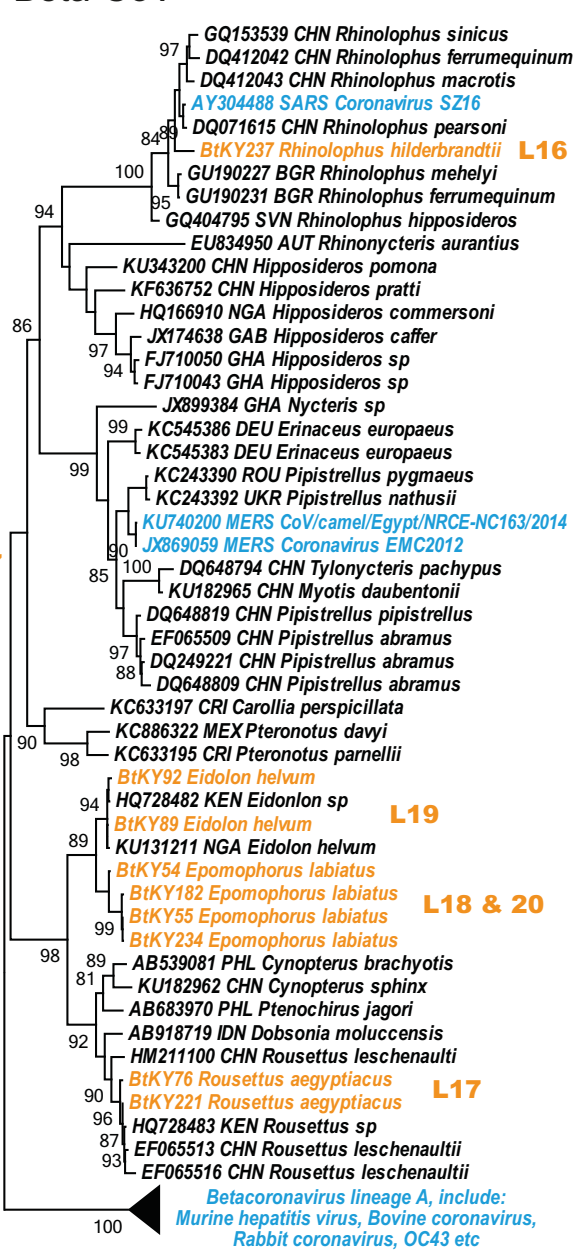 GQ153539 CHN Rhinolophus sinicus
97
DQ412042 CHN Rhinolophus ferrumequinum
DQ412043 CHN Rhinolophus macrotis
AY304488 SARS Coronavirus SZ16
DQ071615 CHN Rhinolophus pearsoni
84
89
BtKY237 Rhinolophus hilderbrandtii L16
100
GU190227 BGR Rhinolophus mehelyi
GU190231 BGR Rhinolophus ferrumequinum
95
94
GQ404795 SVN Rhinolophus hipposideros
EU834950 AUT Rhinonycteris aurantius
KU343200 CHN Hipposideros pomona
KF636752 CHN Hipposideros pratti
HQ166910 NGA Hipposideros commersoni
86
JX174638 GAB Hipposideros caffer
97
FJ710050 GHA Hipposideros sp
94
FJ710043 GHA Hipposideros sp
JX899384 GHA Nycteris sp
99
KC545386 DEU Erinaceus europaeus
KC545383 DEU Erinaceus europaeus
99
KC243390 ROU Pipistrellus pygmaeus
KC243392 UKR Pipistrellus nathusii
KU740200 MERS CoV/camel/Egypt/NRCE-NC163/2014
JX869059 MERS Coronavirus EMC2012
90
100
85
DQ648794 CHN Tylonycteris pachypus
KU182965 CHN Myotis daubentonii
DQ648819 CHN Pipistrellus pipistrellus
EF065509 CHN Pipistrellus abramus
97
DQ249221 CHN Pipistrellus abramus
88
DQ648809 CHN Pipistrellus abramus
KC633197 CRI Carollia perspicillata
KC886322 MEX Pteronotus davyi
90
98
KC633195 CRI Pteronotus parnellii
BtKY92 Eidolon helvum
94
HQ728482 KEN Eidonlon sp
L19
BtKY89 Eidolon helvum
89
KU131211 NGA Eidolon helvum
BtKY54 Epomophorus labiatus
BtKY182 Epomophorus labiatus
L18 & 20
BtKY55 Epomophorus labiatus
99
BtKY234 Epomophorus labiatus
98
89
AB539081 PHL Cynopterus brachyotis
81
KU182962 CHN Cynopterus sphinx
AB683970 PHL Ptenochirus jagori
92
AB918719 IDN Dobsonia moluccensis
HM211100 CHN Rousettus leschenaulti
BtKY76 Rousettus aegyptiacus
L17
90
BtKY221 Rousettus aegyptiacus
96
HQ728483 KEN Rousettus sp
87
EF065513 CHN Rousettus leschenaultii
93
EF065516 CHN Rousettus leschenaultii
100
Betacoronavirus lineage A, include:
Murine hepatitis virus, Bovine coronavirus,
Rabbit coronavirus, OC43 etc